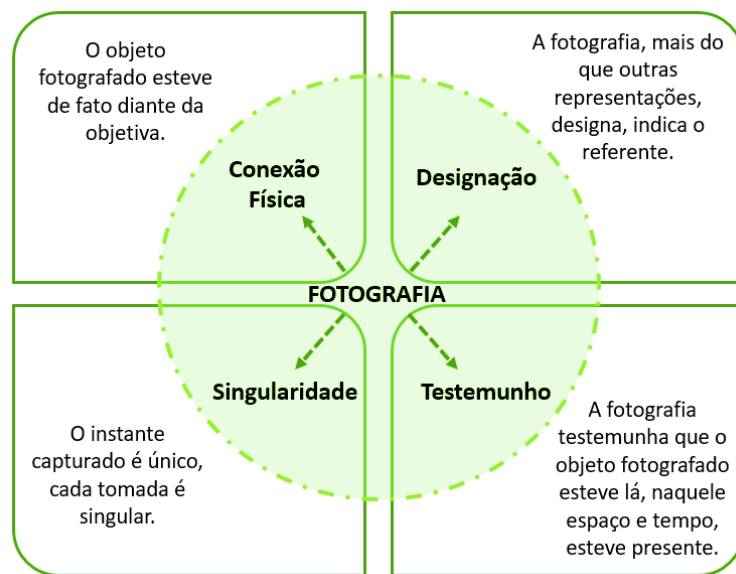 O objeto
fotografado esteve
de fato diante da
objetiva.
A fotografia, mais do
que outras
representações,
designa, indica o
referente.
Conexão
Física
Designação
FOTOGRAFIA
Singularidade
Testemunho
O instante
capturado é único,
cada tomada é
singular.
A fotografia
testemunha que o
objeto fotografado
esteve lá, naquele
espaço e tempo,
esteve presente.